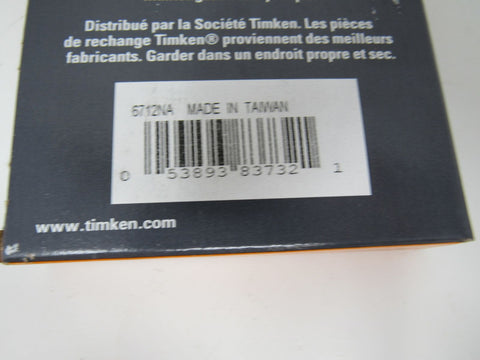 Distribué par la Société Timken. Les pièces
de rechange Timken® proviennent des meilleurs
fabricants. Garder dans un endroit propre et sec.
6712NA MADE IN TAIWAN
0 53893 83732 1
www.timken.com